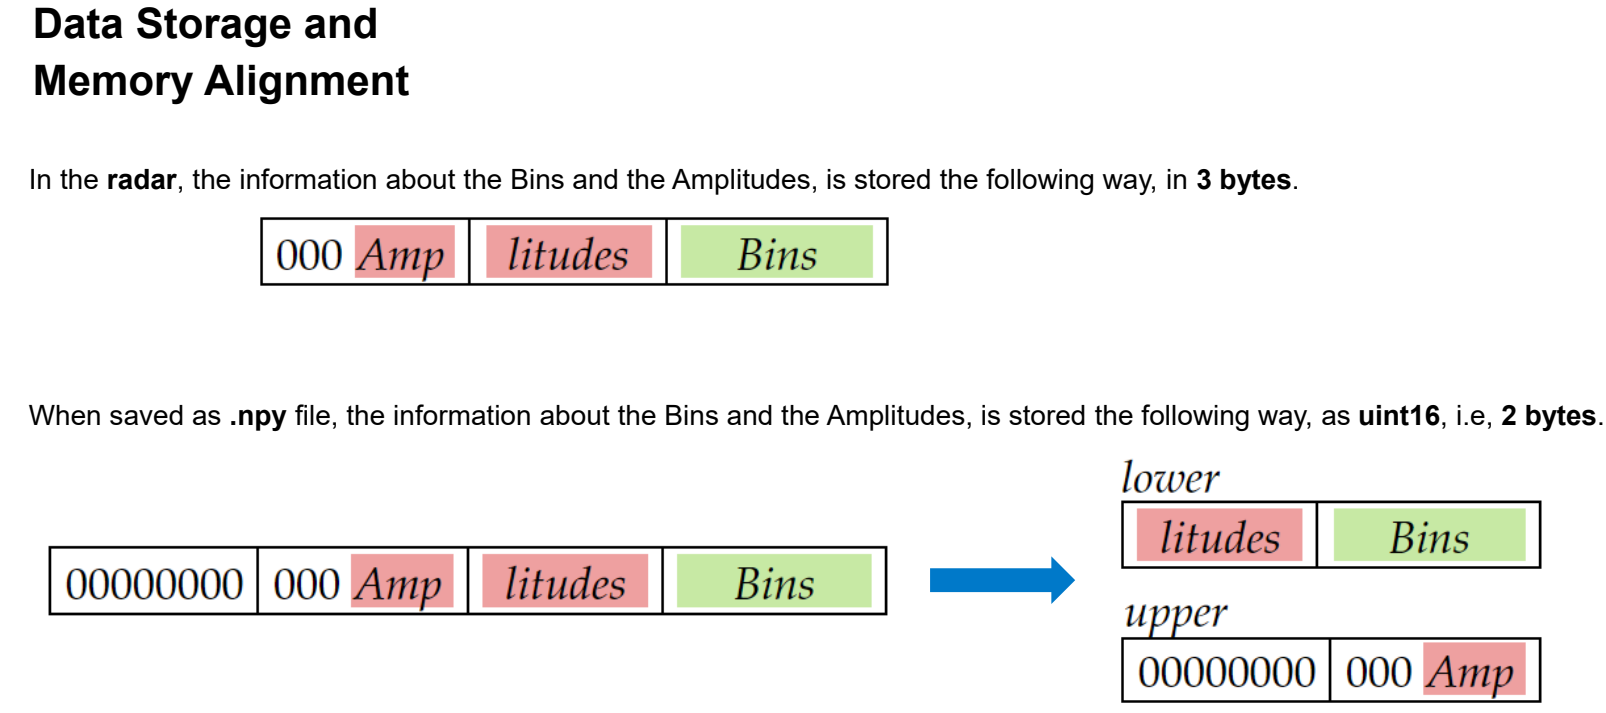 Data Storage and
Memory Alignment
In the radar, the information about the Bins and the Amplitudes, is stored the following way, in 3 bytes.
000 Amp litudes Bins
When saved as .npy file, the information about the Bins and the Amplitudes, is stored the following way, as uint16, i.e, 2 bytes.
00000000 000 Amp litudes Bins
lower
litudes Bins
upper
00000000 000 Amp